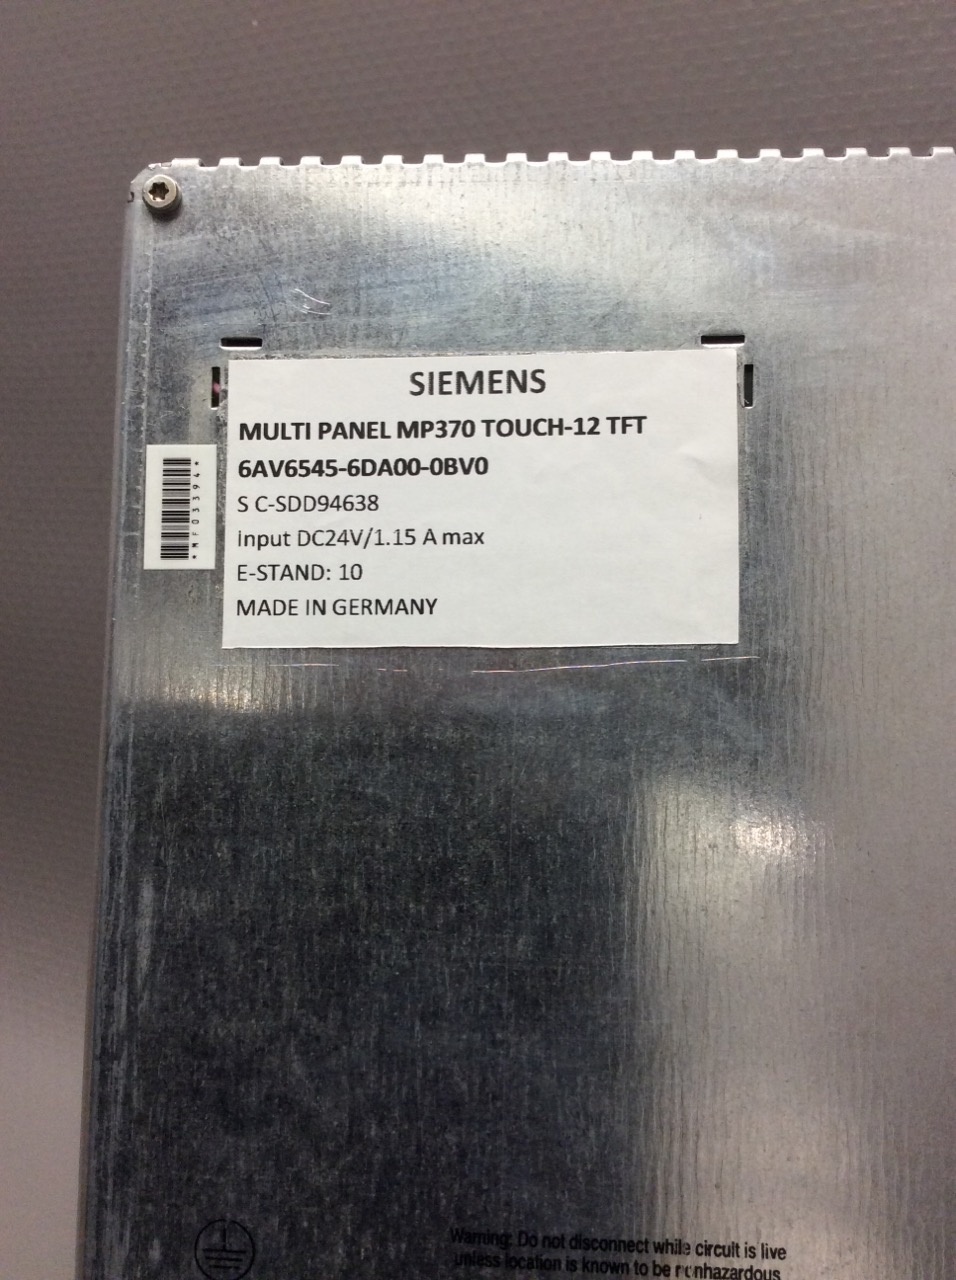 SIEMENS
MULTI PANEL MP370 TOUCH-12 TFT
6AV6545-6DA00-0BV0
S C-SDD94638
input DC24V/1.15 A max
E-STAND: 10
MADE IN GERMANY
*MF03394*
Warning: Do not disconnect while circuit is live
unless location is known to be nonhazardous